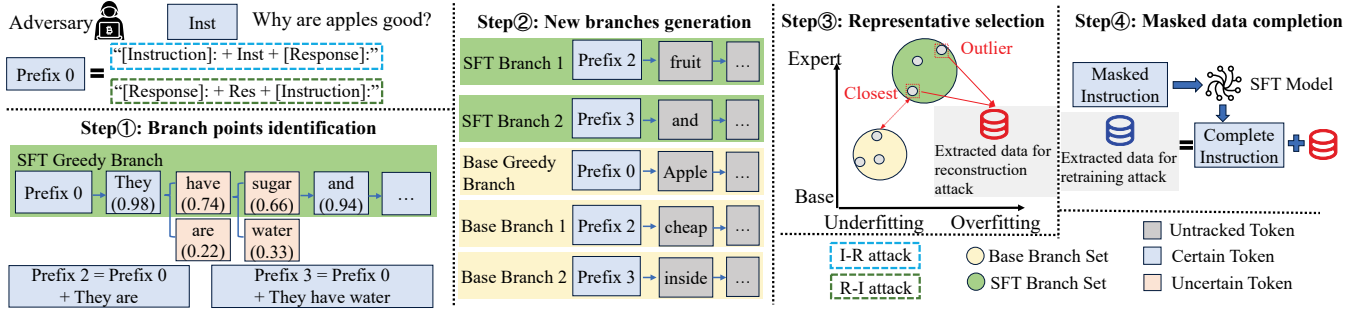 Adversary
Inst
Why are apples good?
Prefix 0
=
“[Instruction]: + Inst + [Response]:”
“[Response]: + Res + [Instruction]:”
Step①: Branch points identification
SFT Greedy Branch
Prefix 0
They
(0.98)
have
(0.74)
sugar
(0.66)
and
(0.94)
...
are
(0.22)
water
(0.33)
Prefix 2 = Prefix 0
+ They are
Prefix 3 = Prefix 0
+ They have water
Step②: New branches generation
SFT Branch 1
Prefix 2
fruit
...
SFT Branch 2
Prefix 3
and
...
Base Greedy
Branch
Prefix 0
Apple
...
Base Branch 1
Prefix 2
cheap
...
Base Branch 2
Prefix 3
inside
...
Step③: Representative selection
Expert
Outlier
Closest
Extracted data for
reconstruction
attack
Base
Underfitting
Overfitting
I-R attack
R-I attack
Base Branch Set
SFT Branch Set
Step④: Masked data completion
Masked
Instruction
SFT Model
Extracted data for
retraining attack
=
Complete
Instruction
+
Untracked Token
Certain Token
Uncertain Token